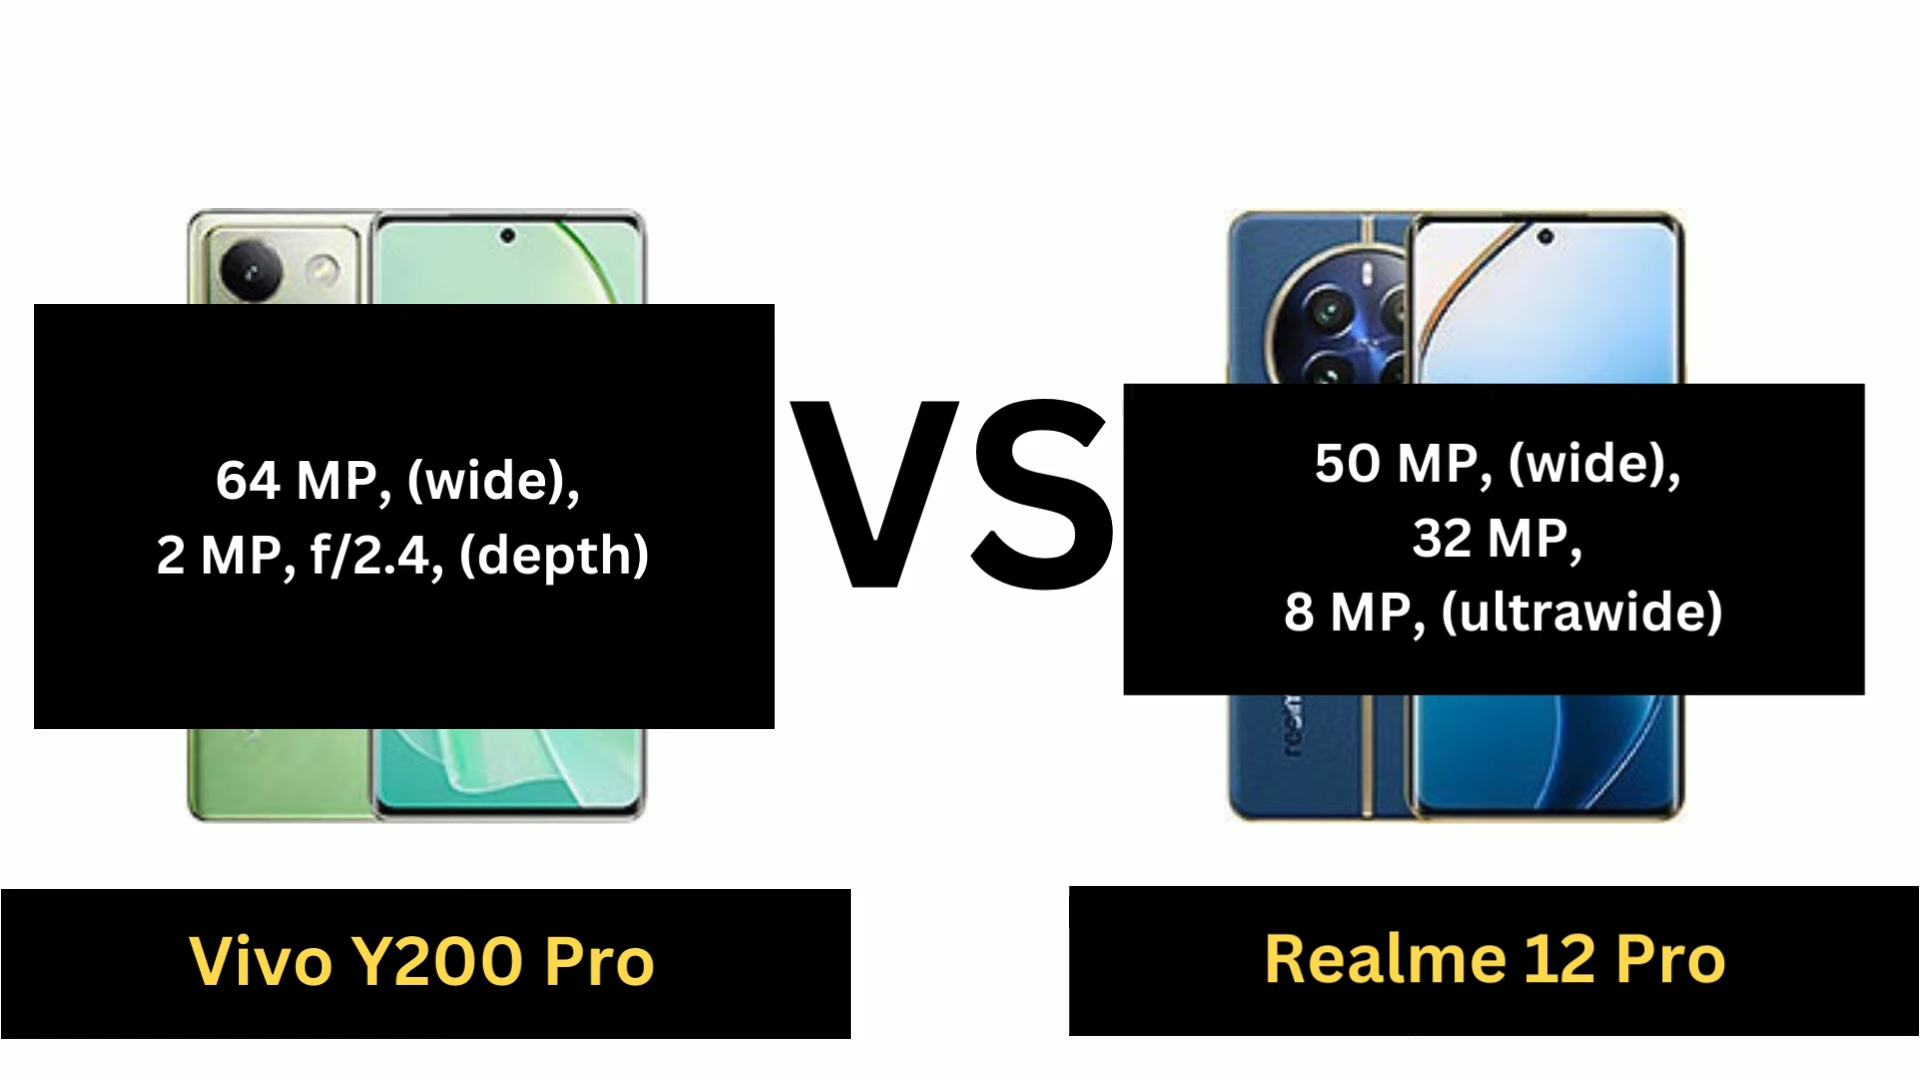 64 MP, (wide),
2 MP, f/2.4, (depth)
VS
50 MP, (wide),
32 MP,
8 MP, (ultrawide)
Vivo Y200 Pro
Realme 12 Pro